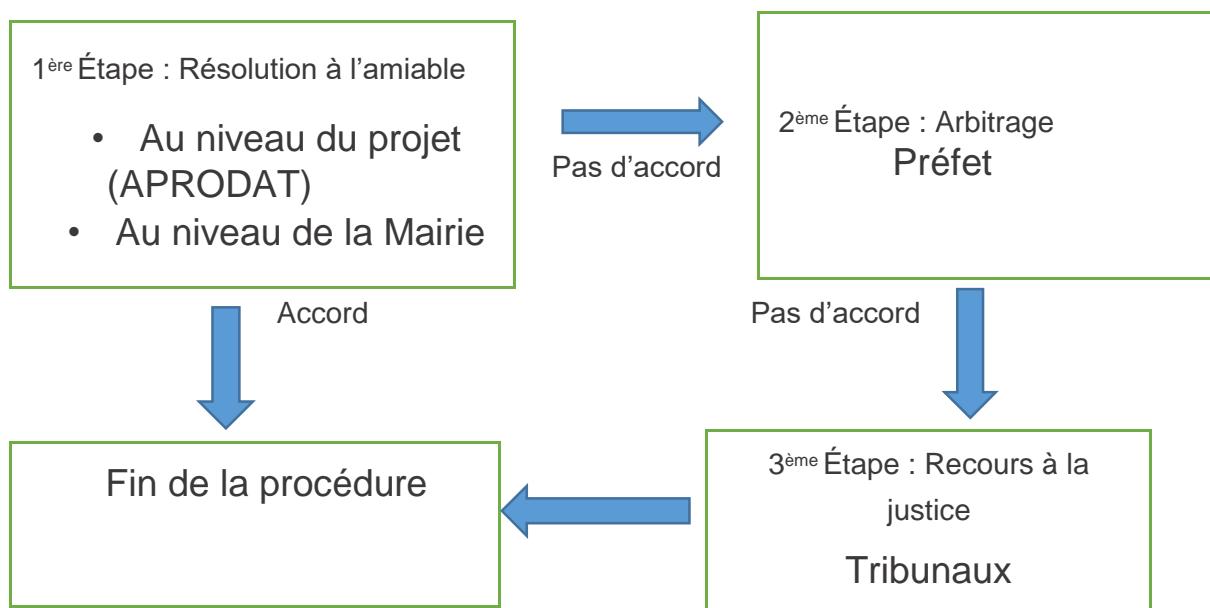 1ère Étape : Résolution à l’amiable
• Au niveau du projet
(APRODAT)
• Au niveau de la Mairie
Pas d’accord
2ème Étape : Arbitrage
Préfet
Accord
Pas d’accord
Fin de la procédure
3ème Étape : Recours à la
justice
Tribunaux